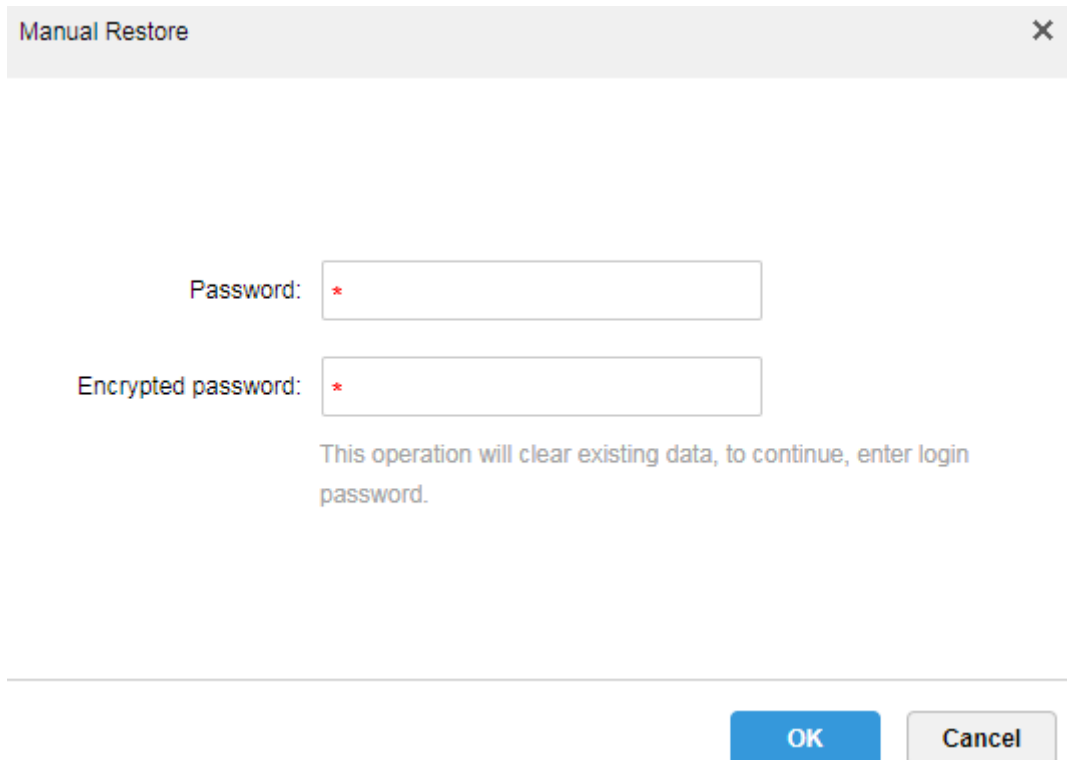 Manual Restore
Password: *
Encrypted password: *
This operation will clear existing data, to continue, enter login
password.
OK Cancel